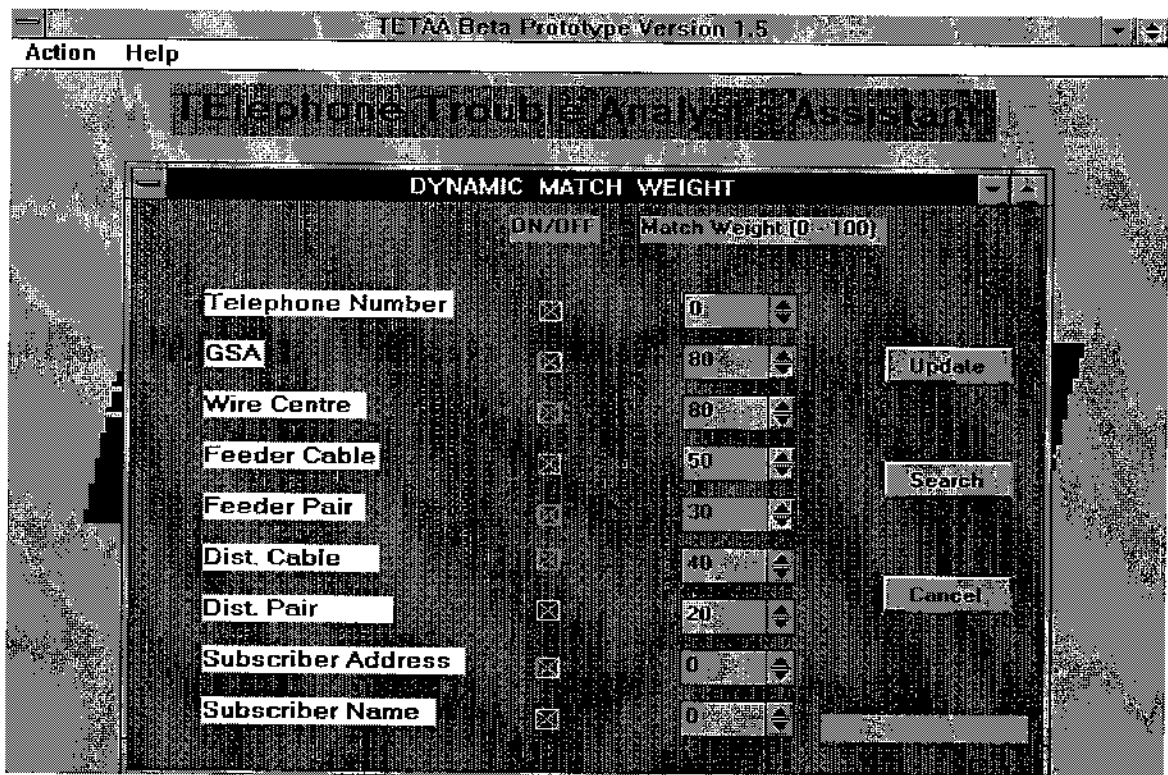 TETAA Beta Prototype Version 1.5
Action Help
TElephone Trouble Analysis Assistant
DYNAMIC MATCH WEIGHT
ON/OFF Match Weight (0 - 100)
Telephone Number 0
GSA 80
Update
Wire Centre 80
Feeder Cable 50
Search
Feeder Pair 30
Dist. Cable 40
Cancel
Dist. Pair 20
Subscriber Address 0
Subscriber Name 0